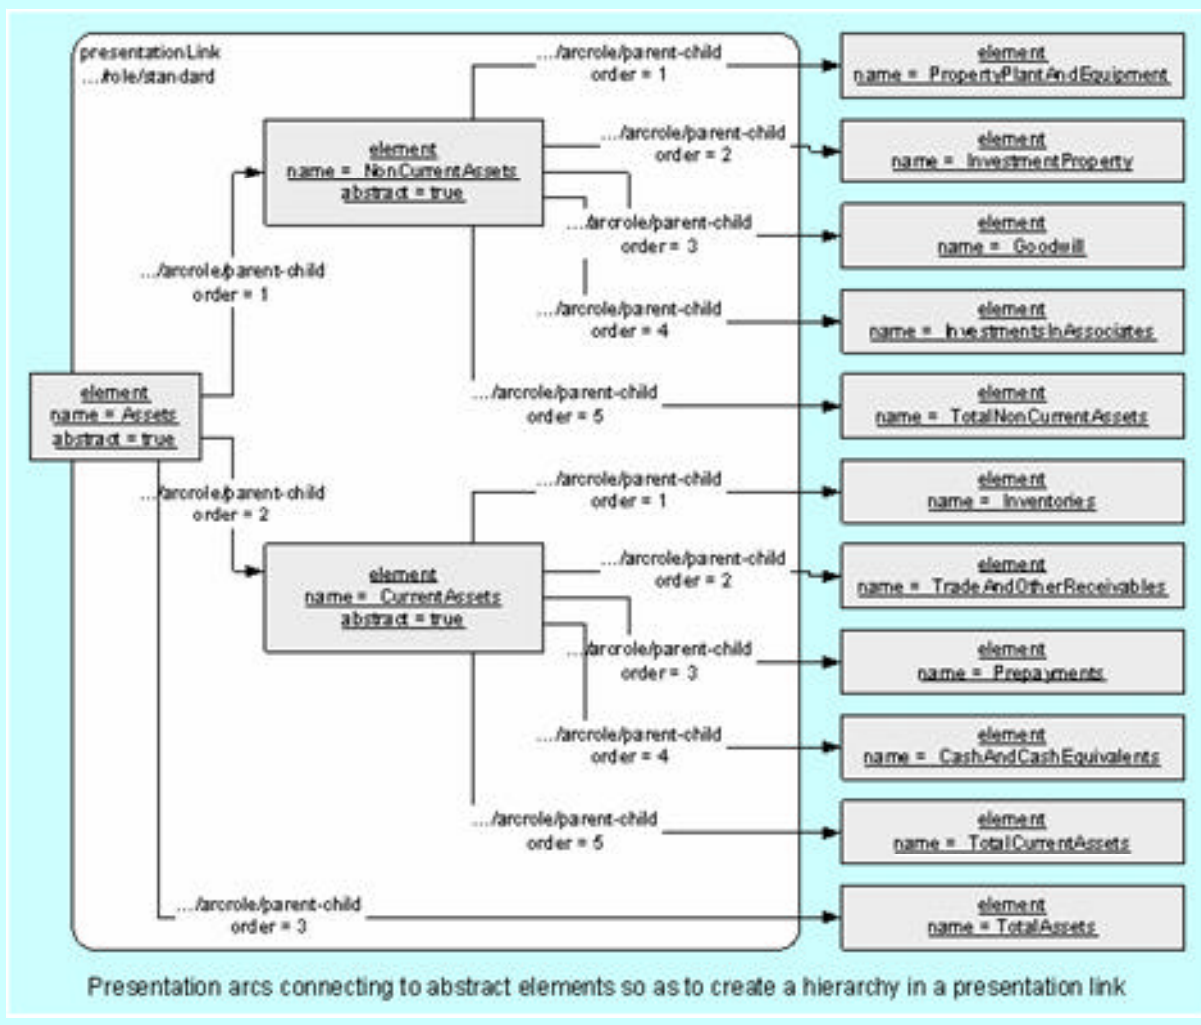 presentationLink
..../role/standard
..../arcrole/parent-child
order = 1
element
name = PropertyPlantAndEquipment
element
name = NonCurrentAssets
abstract = true
..../arcrole/parent-child
order = 2
element
name = InvestmentProperty
..../arcrole/parent-child
order = 3
element
name = Goodwill
..../arcrole/parent-child
order = 1
..../arcrole/parent-child
order = 4
element
name = InvestmentsInAssociates
element
name = Assets
abstract = true
..../arcrole/parent-child
order = 5
element
name = TotalNonCurrentAssets
..../arcrole/parent-child
order = 2
..../arcrole/parent-child
order = 1
element
name = Inventories
element
name = CurrentAssets
abstract = true
..../arcrole/parent-child
order = 2
element
name = TradeAndOtherReceivables
..../arcrole/parent-child
order = 3
element
name = Prepayments
..../arcrole/parent-child
order = 4
element
name = CashAndCashEquivalents
..../arcrole/parent-child
order = 5
element
name = TotalCurrentAssets
..../arcrole/parent-child
order = 3
element
name = TotalAssets
Presentation arcs connecting to abstract elements so as to create a hierarchy in a presentation link